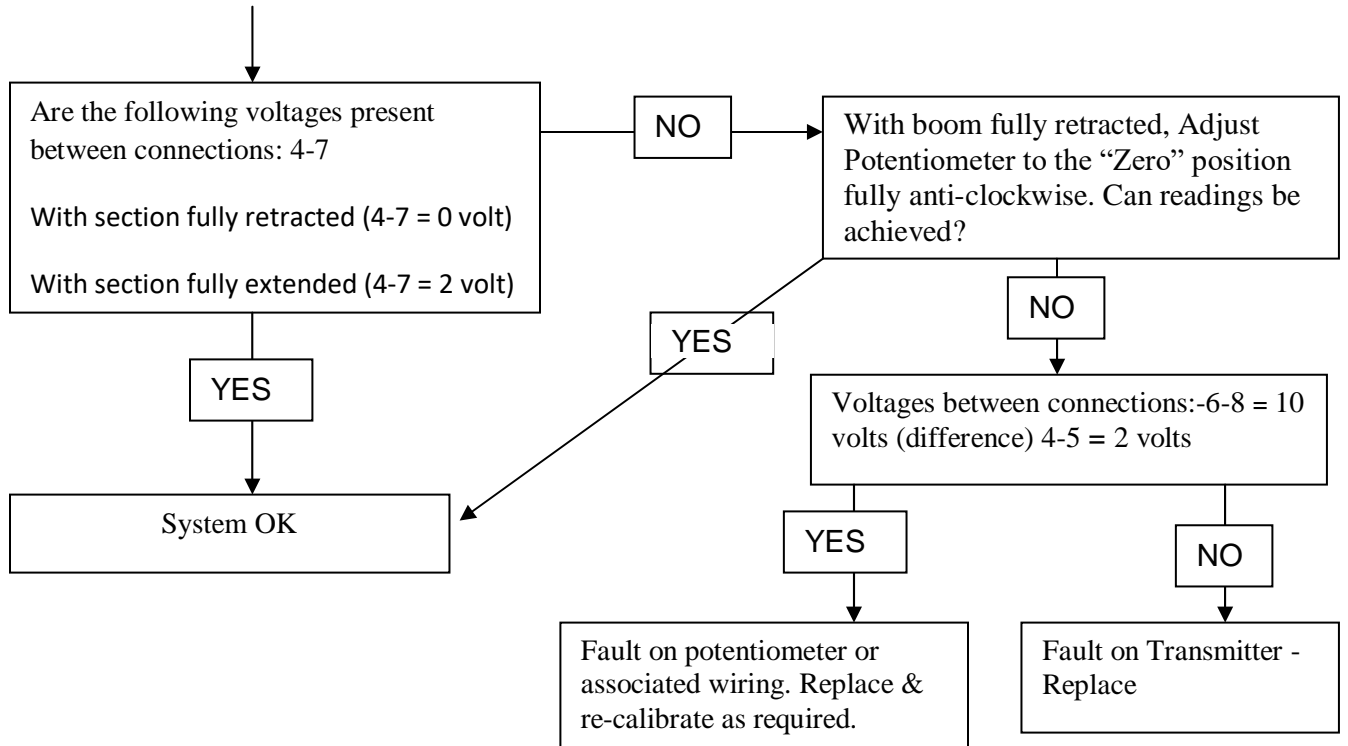 Are the following voltages present
between connections: 4-7
With section fully retracted (4-7 = 0 volt)
With section fully extended (4-7 = 2 volt)
NO
With boom fully retracted, Adjust
Potentiometer to the “Zero” position
fully anti-clockwise. Can readings be
achieved?
YES
NO
YES
Voltages between connections:-6-8 = 10
volts (difference) 4-5 = 2 volts
System OK
YES
NO
Fault on potentiometer or
associated wiring. Replace &
re-calibrate as required.
Fault on Transmitter -
Replace